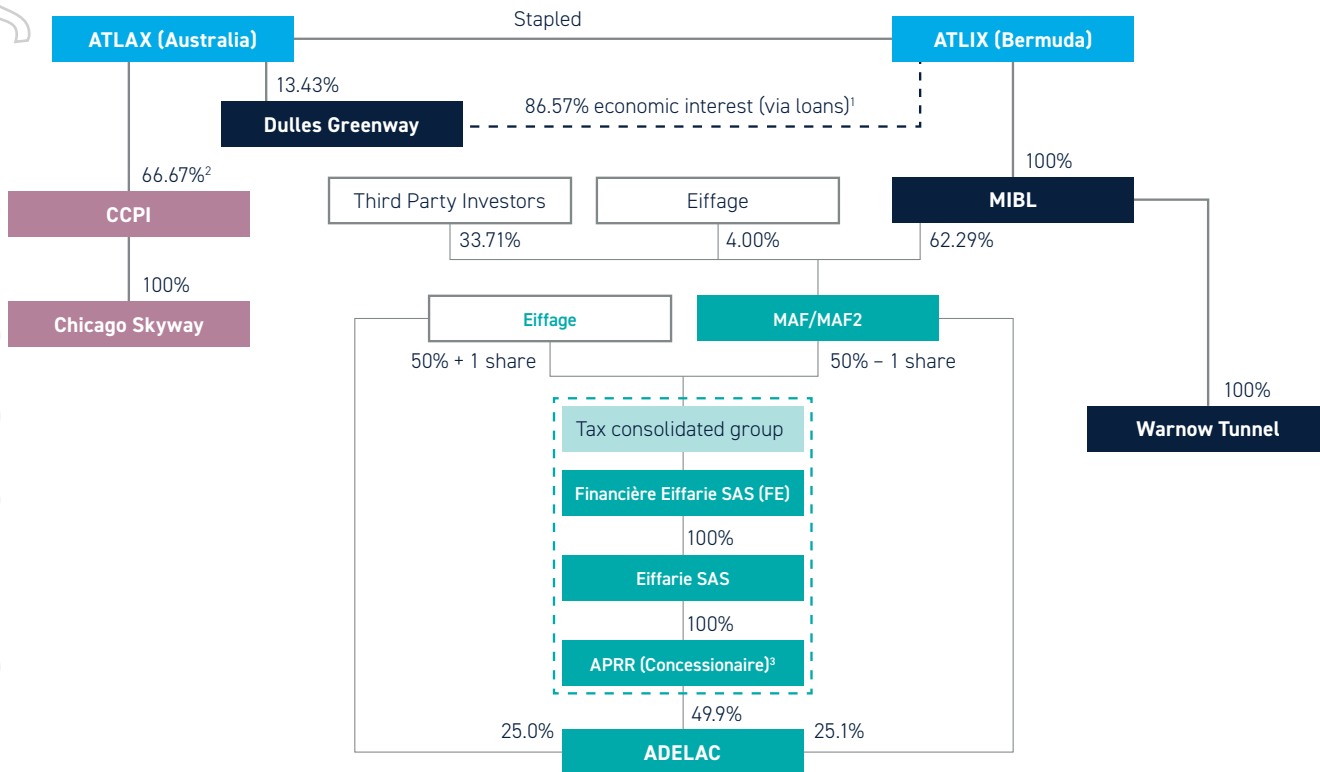 Stapled
ATLAX (Australia)
ATLIX (Bermuda)
13.43%
Dulles Greenway
86.57% economic interest (via loans)¹
100%
66.67%²
CCPI
Third Party Investors
Eiffage
MIBL
33.71%
4.00%
62.29%
100%
Chicago Skyway
Eiffage
MAF/MAF2
50% + 1 share
50% – 1 share
100%
Warnow Tunnel
Tax consolidated group
Financière Eiffarie SAS (FE)
100%
Eiffarie SAS
100%
APRR (Concessionaire)³
49.9%
25.0%
25.1%
ADELAC